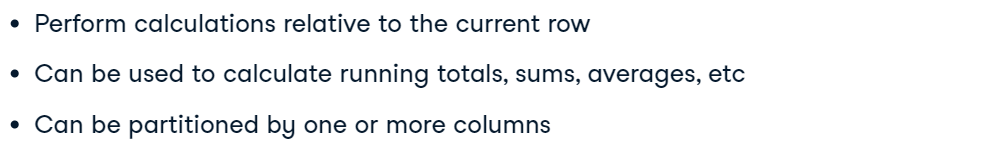 • Perform calculations relative to the current row
• Can be used to calculate running totals, sums, averages, etc
• Can be partitioned by one or more columns